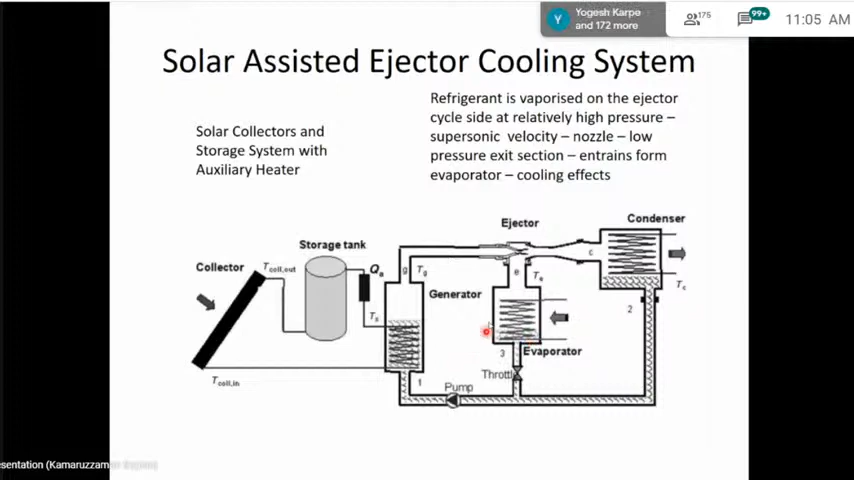 Yogesh Karpe
and 172 more
175
99+
11:05 AM
Solar Assisted Ejector Cooling System
Solar Collectors and
Storage System with
Auxiliary Heater
Refrigerant is vaporised on the ejector
cycle side at relatively high pressure –
supersonic velocity – nozzle – low
pressure exit section – entrains form
evaporator – cooling effects
Ejector
Condenser
Storage tank
Collector
Tcoll,out
Qa
g
Tg
c
e
Te
Generator
Tc
Ts
2
3
Evaporator
Tcoll,in
1
Throttl
Pump
esentation (Kamaruzzaman